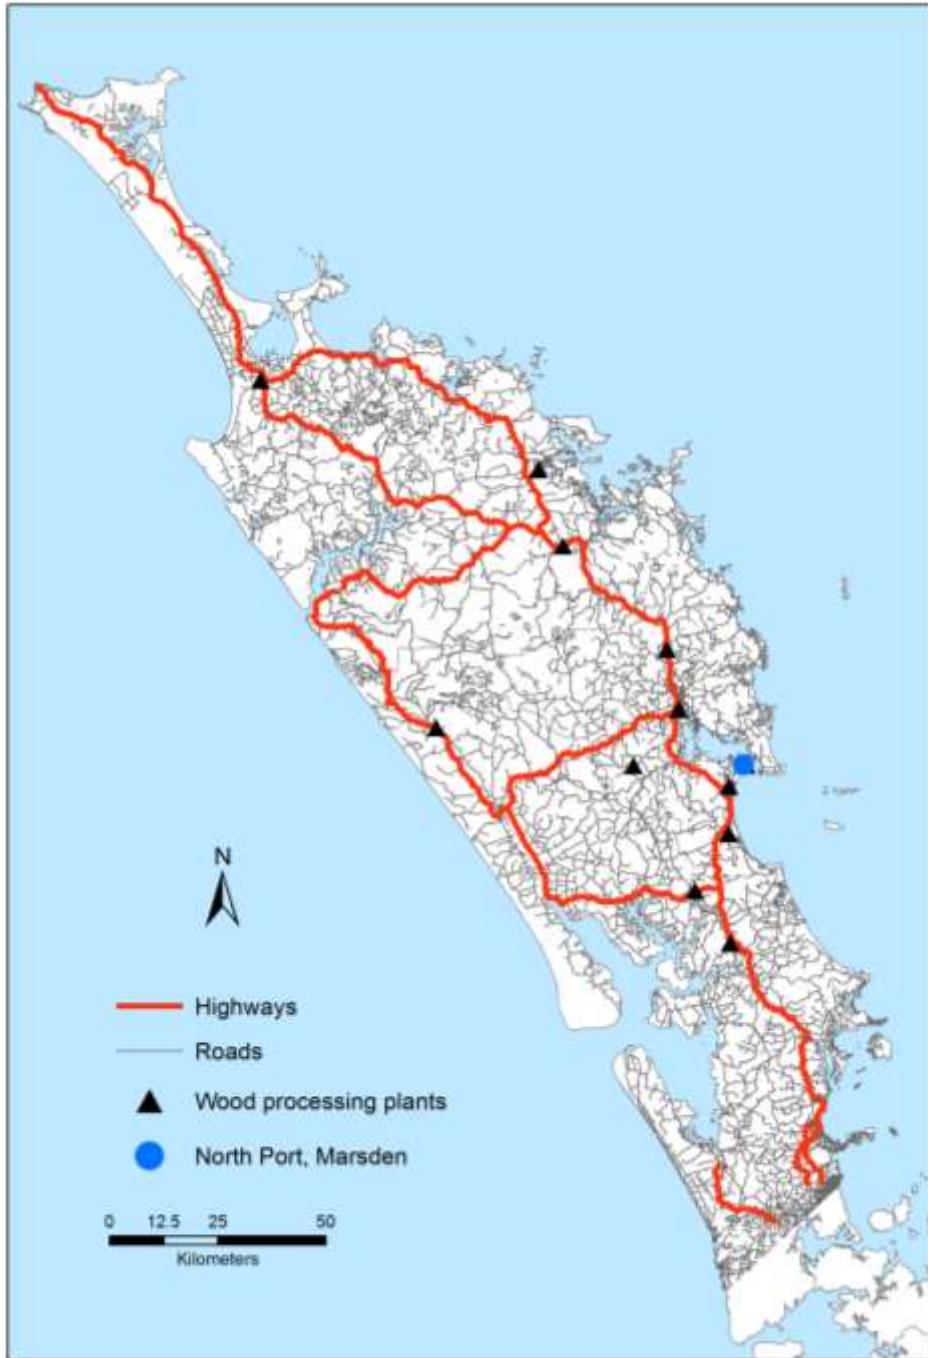 N
Highways
Roads
Wood processing plants
North Port, Marsden
0 12.5 25 50
Kilometers